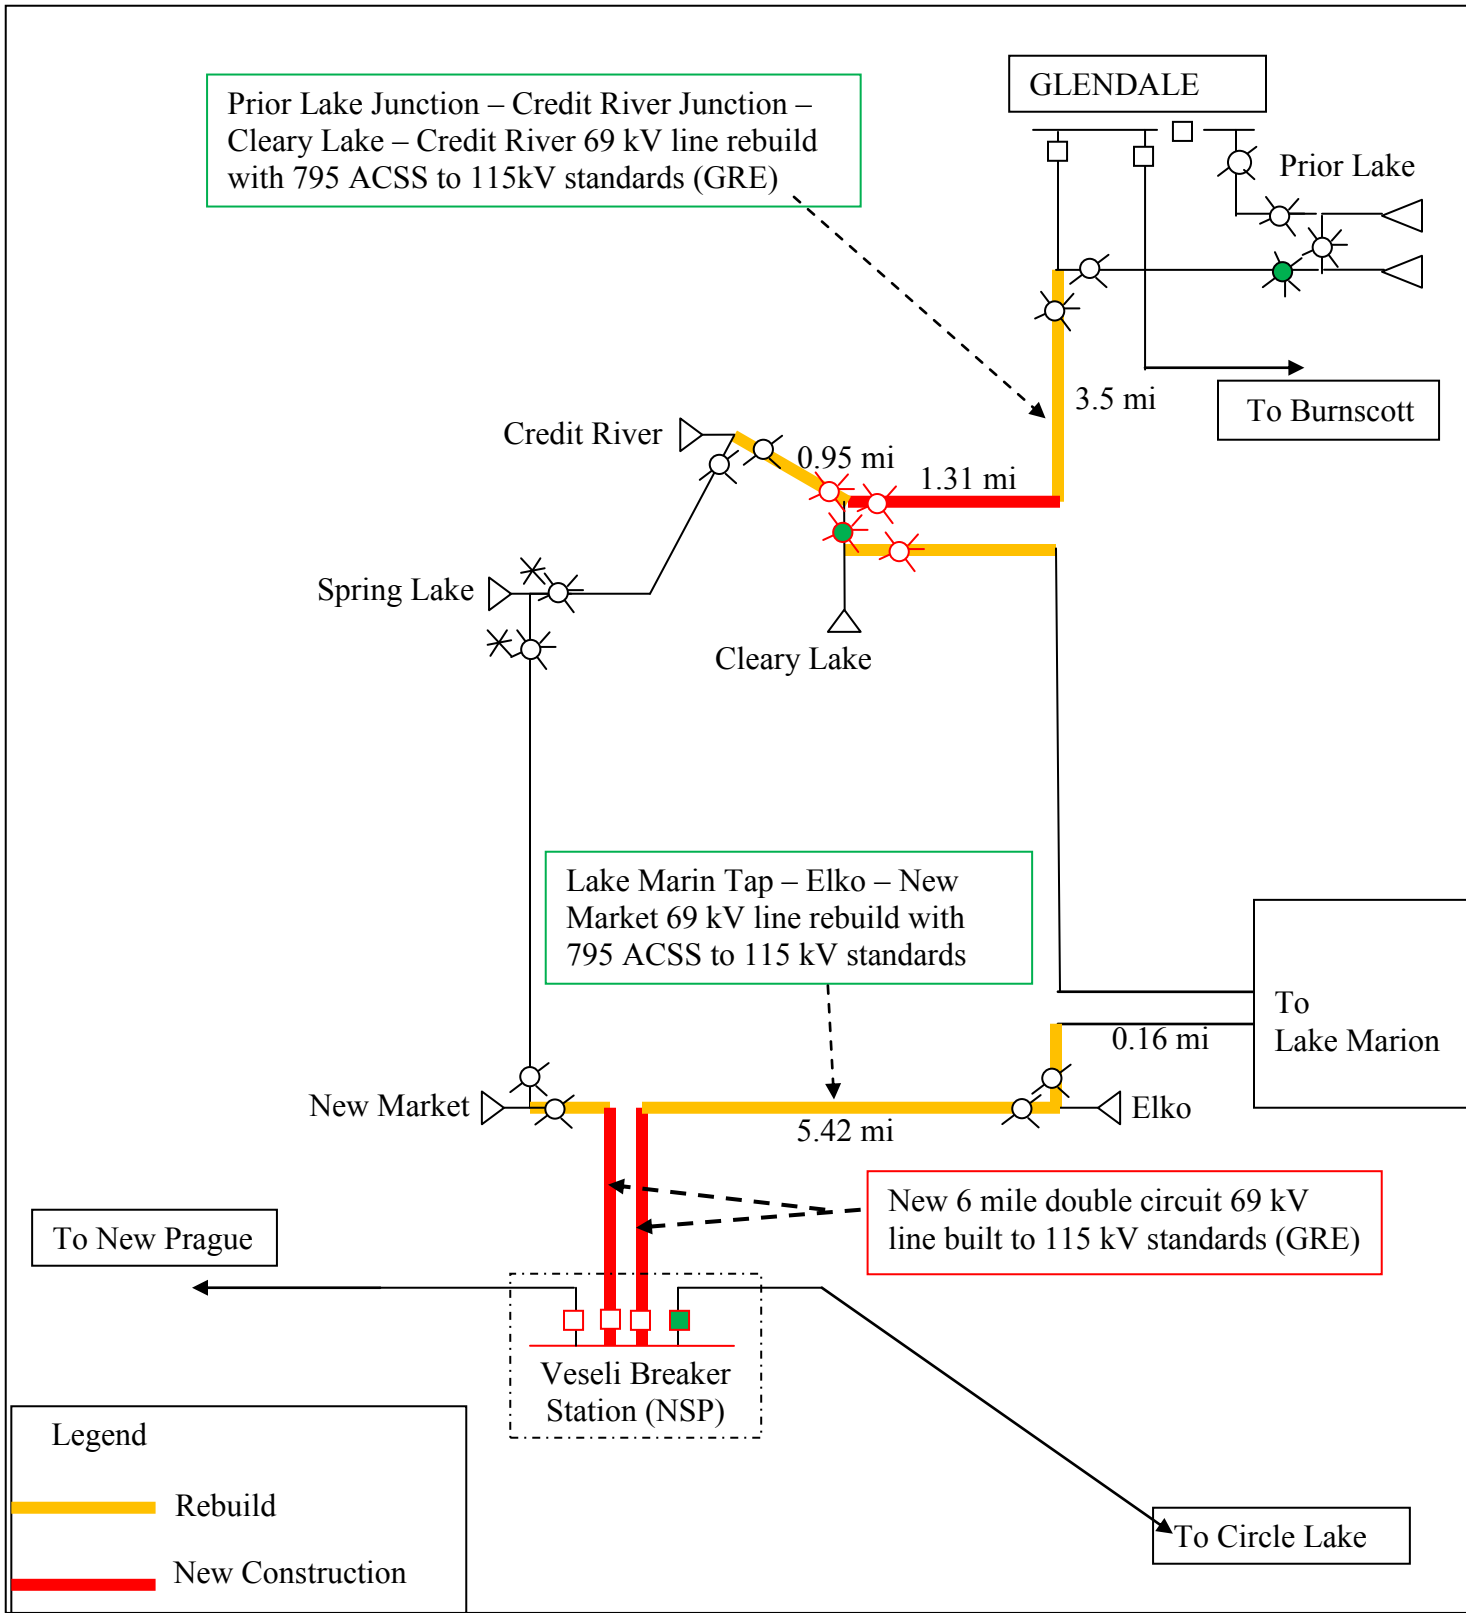 GLENDALE
Prior Lake Junction – Credit River Junction –
Cleary Lake – Credit River 69 kV line rebuild
with 795 ACSS to 115kV standards (GRE)
Prior Lake
3.5 mi
To Burnscott
Credit River
0.95 mi
1.31 mi
Spring Lake
Cleary Lake
Lake Marin Tap – Elko – New
Market 69 kV line rebuild with
795 ACSS to 115 kV standards
To
Lake Marion
0.16 mi
New Market
Elko
5.42 mi
New 6 mile double circuit 69 kV
line built to 115 kV standards (GRE)
To New Prague
Veseli Breaker
Station (NSP)
Legend
Rebuild
New Construction
To Circle Lake